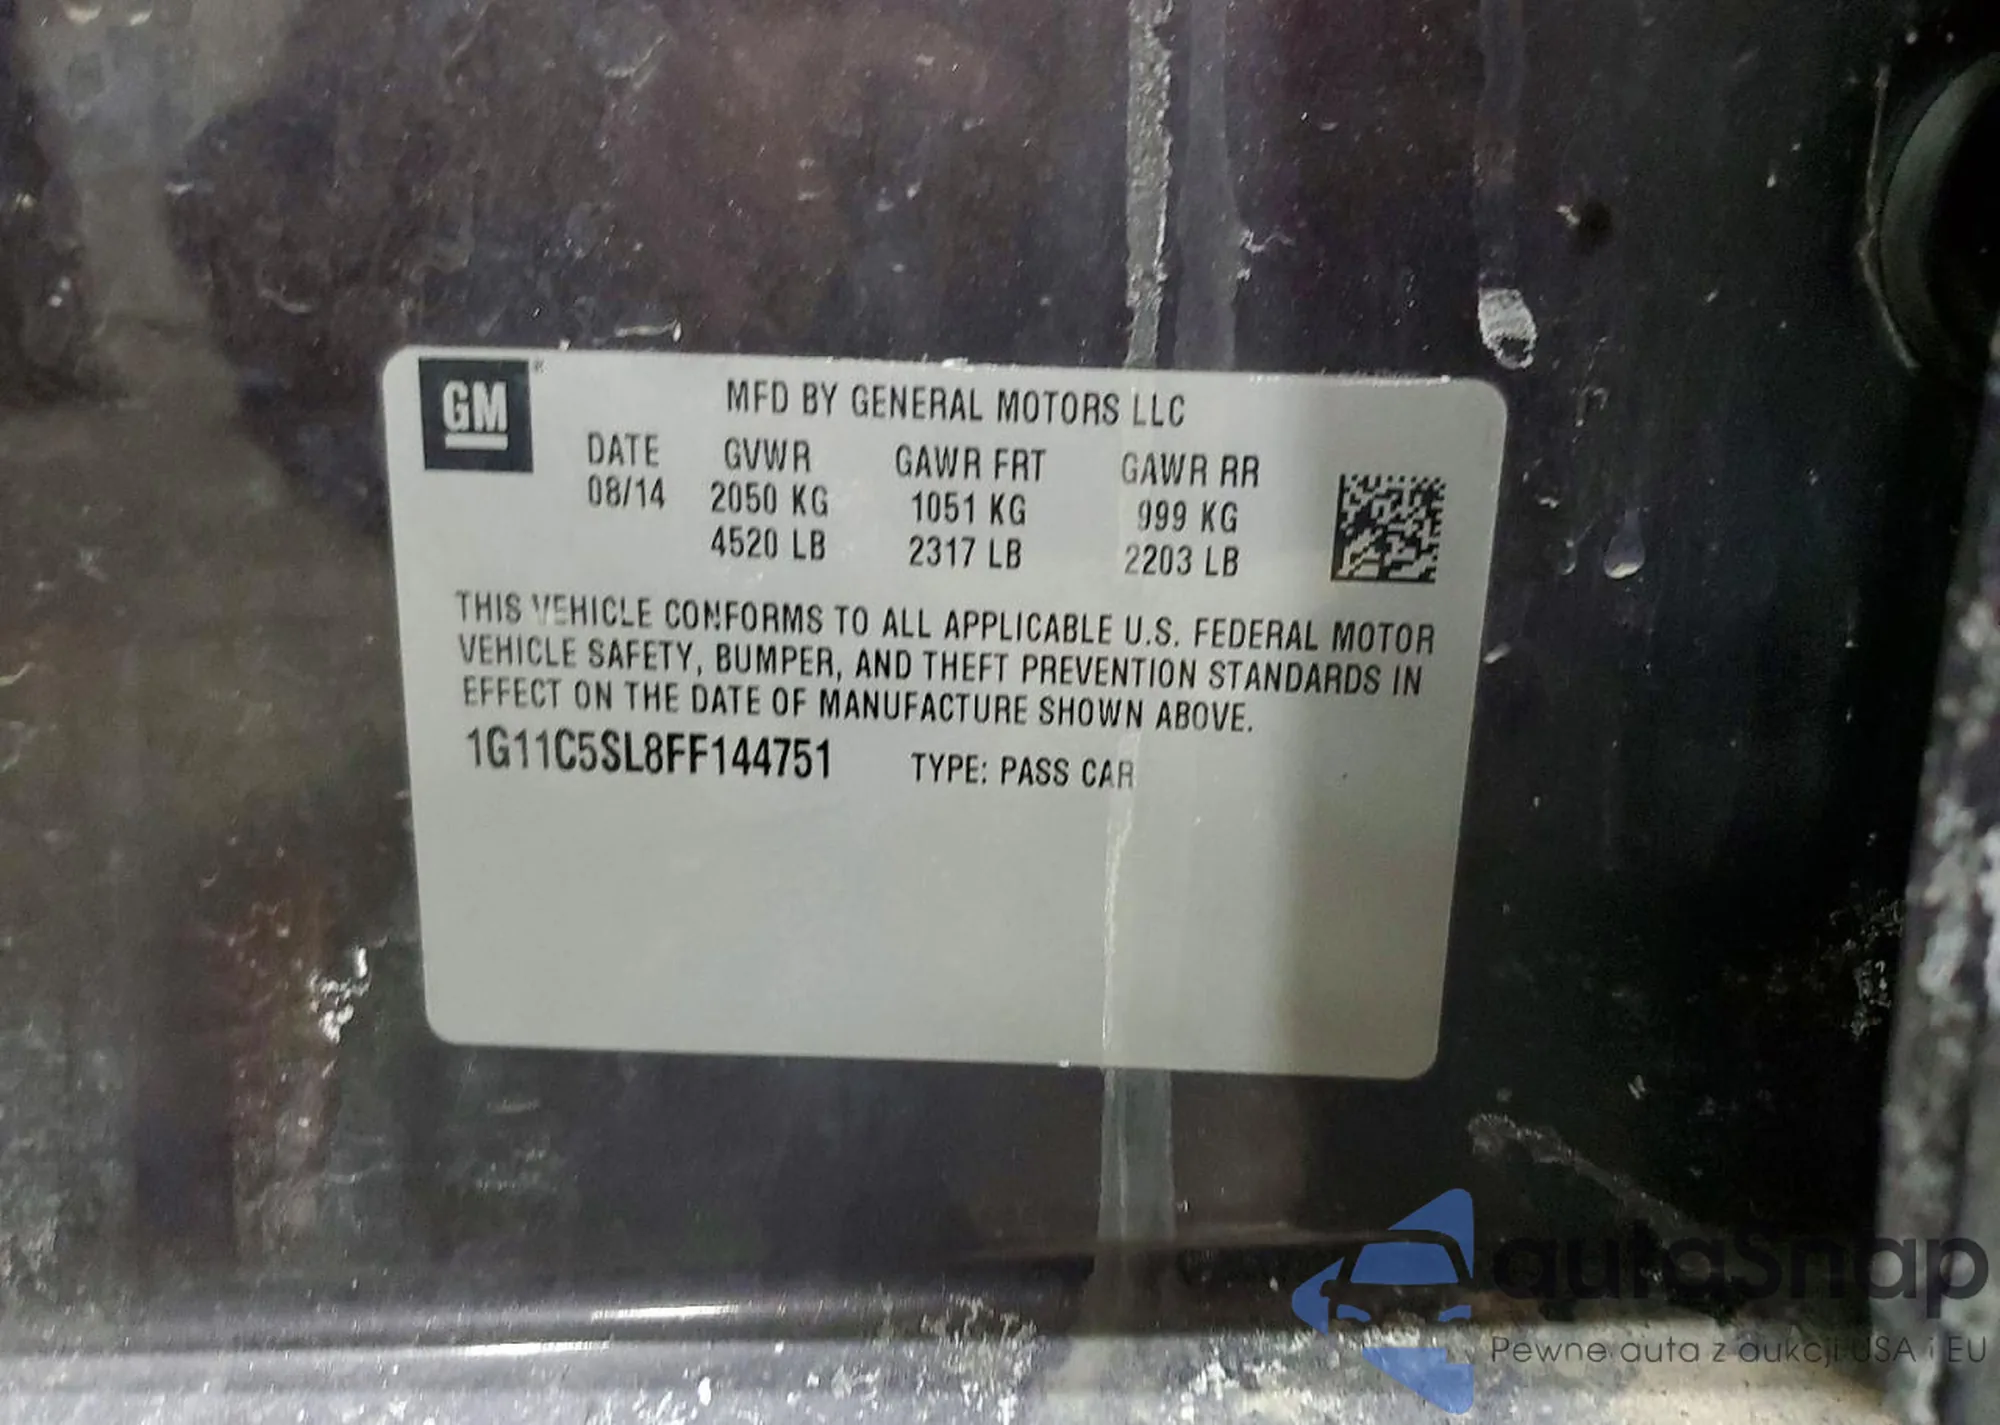 GM
MFD BY GENERAL MOTORS LLC
DATE GVWR GAWR FRT GAWR RR
08/14 2050 KG 1051 KG 999 KG
4520 LB 2317 LB 2203 LB
THIS VEHICLE CONFORMS TO ALL APPLICABLE U.S. FEDERAL MOTOR
VEHICLE SAFETY, BUMPER, AND THEFT PREVENTION STANDARDS IN
EFFECT ON THE DATE OF MANUFACTURE SHOWN ABOVE.
1G11C5SL8FF144751 TYPE: PASS CAR
autaSnap
Pewne auta z aukcji USA i EU